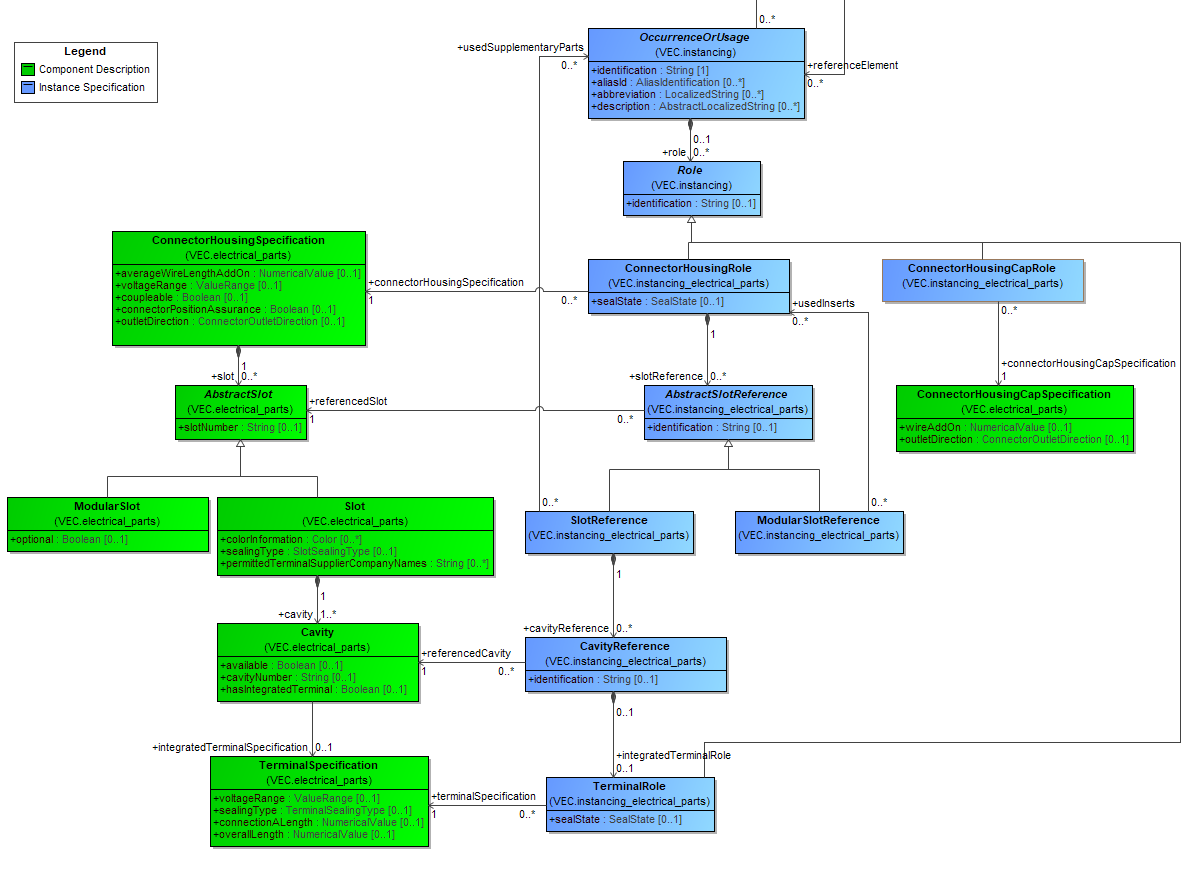 0..*
Legend
Component Description
Instance Specification
+usedSupplementaryParts
0..*
OccurrenceOrUsage
(VEC.instancing)
+identification : String [1]
+aliasId : AliasIdentification [0..*]
+abbreviation : LocalizedString [0..*]
+description : AbstractLocalizedString [0..*]
+referenceElement
0..*
0..1
+role 0..*
Role
(VEC.instancing)
+identification : String [0..1]
ConnectorHousingSpecification
(VEC.electrical_parts)
+averageWireLengthAddOn : NumericalValue [0..1]
+voltageRange : ValueRange [0..1]
+coupleable : Boolean [0..1]
+connectorPositionAssurance : Boolean [0..1]
+outletDirection : ConnectorOutletDirection [0..1]
+connectorHousingSpecification
1
0..*
ConnectorHousingRole
(VEC.instancing_electrical_parts)
+sealState : SealState [0..1]
ConnectorHousingCapRole
(VEC.instancing_electrical_parts)
+usedInserts
0..*
0..*
1
+slotReference 0..*
+connectorHousingCapSpecification
1
1
+slot 0..*
AbstractSlot
(VEC.electrical_parts)
+slotNumber : String [0..1]
+referencedSlot
1
0..*
AbstractSlotReference
(VEC.instancing_electrical_parts)
+identification : String [0..1]
ConnectorHousingCapSpecification
(VEC.electrical_parts)
+wireAddOn : NumericalValue [0..1]
+outletDirection : ConnectorOutletDirection [0..1]
ModularSlot
(VEC.electrical_parts)
+optional : Boolean [0..1]
Slot
(VEC.electrical_parts)
+colorInformation : Color [0..*]
+sealingType : SlotSealingType [0..1]
+permittedTerminalSupplierCompanyNames : String [0..*]
0..*
SlotReference
(VEC.instancing_electrical_parts)
0..*
ModularSlotReference
(VEC.instancing_electrical_parts)
1
+cavity 1..*
1
+cavityReference 0..*
Cavity
(VEC.electrical_parts)
+available : Boolean [0..1]
+cavityNumber : String [0..1]
+hasIntegratedTerminal : Boolean [0..1]
+referencedCavity
1
0..*
CavityReference
(VEC.instancing_electrical_parts)
+identification : String [0..1]
0..1
+integratedTerminalRole
0..1
+integratedTerminalSpecification 0..1
TerminalSpecification
(VEC.electrical_parts)
+voltageRange : ValueRange [0..1]
+sealingType : TerminalSealingType [0..1]
+connectionALength : NumericalValue [0..1]
+overallLength : NumericalValue [0..1]
+terminalSpecification
1
0..*
TerminalRole
(VEC.instancing_electrical_parts)
+sealState : SealState [0..1]